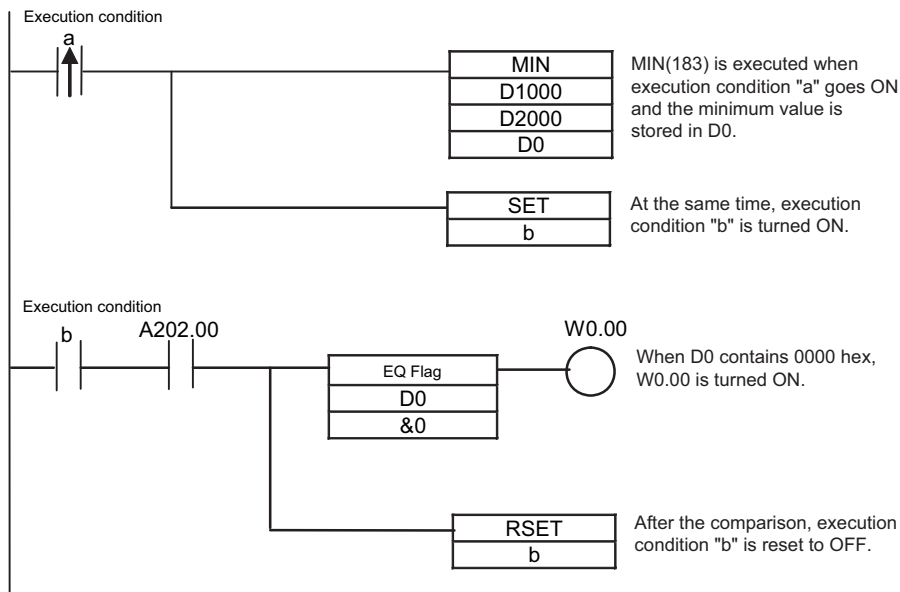 Execution condition
a
MIN
D1000
D2000
D0
MIN(183) is executed when
execution condition "a" goes ON
and the minimum value is
stored in D0.
SET
b
At the same time, execution
condition "b" is turned ON.
Execution condition
b
A202.00
EQ Flag
D0
&0
W0.00
When D0 contains 0000 hex,
W0.00 is turned ON.
RSET
b
After the comparison, execution
condition "b" is reset to OFF.